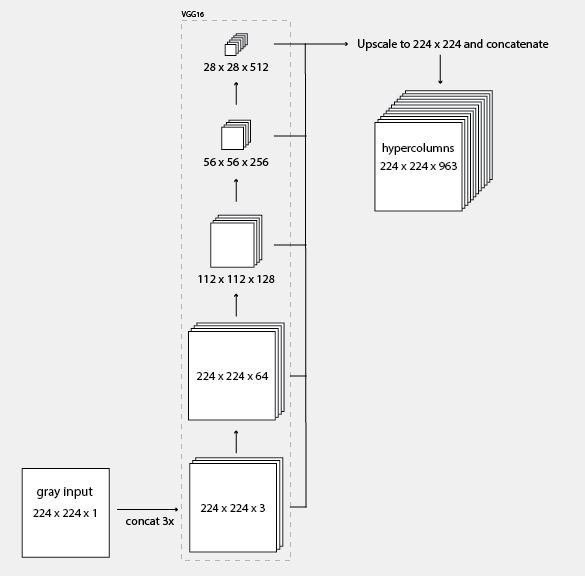 VGG16
28 x 28 x 512
Upscale to 224 x 224 and concatenate
hypercolumns
224 x 224 x 963
56 x 56 x 256
112 x 112 x 128
224 x 224 x 64
224 x 224 x 3
gray input
224 x 224 x 1
concat 3x